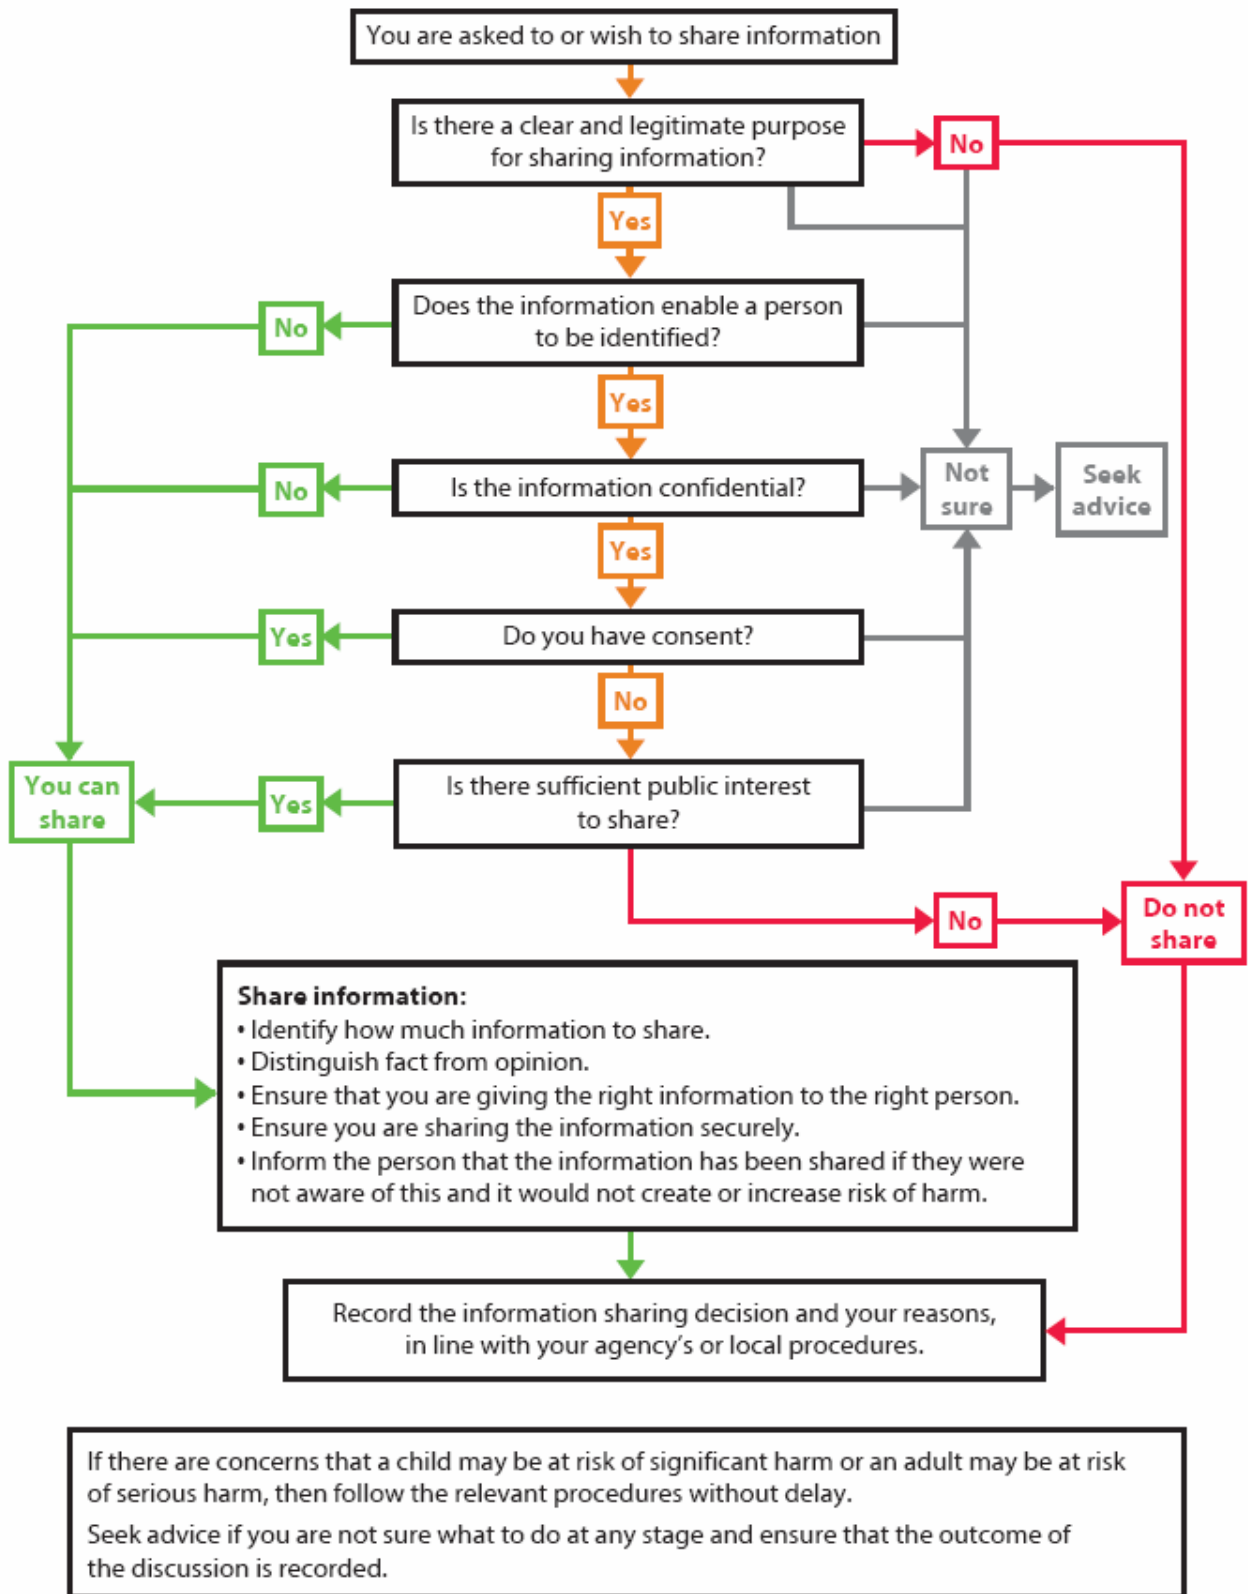 You are asked to or wish to share information
Is there a clear and legitimate purpose
for sharing information?
No
Yes
Does the information enable a person
to be identified?
No
Yes
Is the information confidential?
No
Not
sure
Seek
advice
Yes
Do you have consent?
Yes
No
Is there sufficient public interest
to share?
Yes
You can
share
No
Do not
share
Share information:
• Identify how much information to share.
• Distinguish fact from opinion.
• Ensure that you are giving the right information to the right person.
• Ensure you are sharing the information securely.
• Inform the person that the information has been shared if they were
not aware of this and it would not create or increase risk of harm.
Record the information sharing decision and your reasons,
in line with your agency’s or local procedures.
If there are concerns that a child may be at risk of significant harm or an adult may be at risk
of serious harm, then follow the relevant procedures without delay.
Seek advice if you are not sure what to do at any stage and ensure that the outcome of
the discussion is recorded.